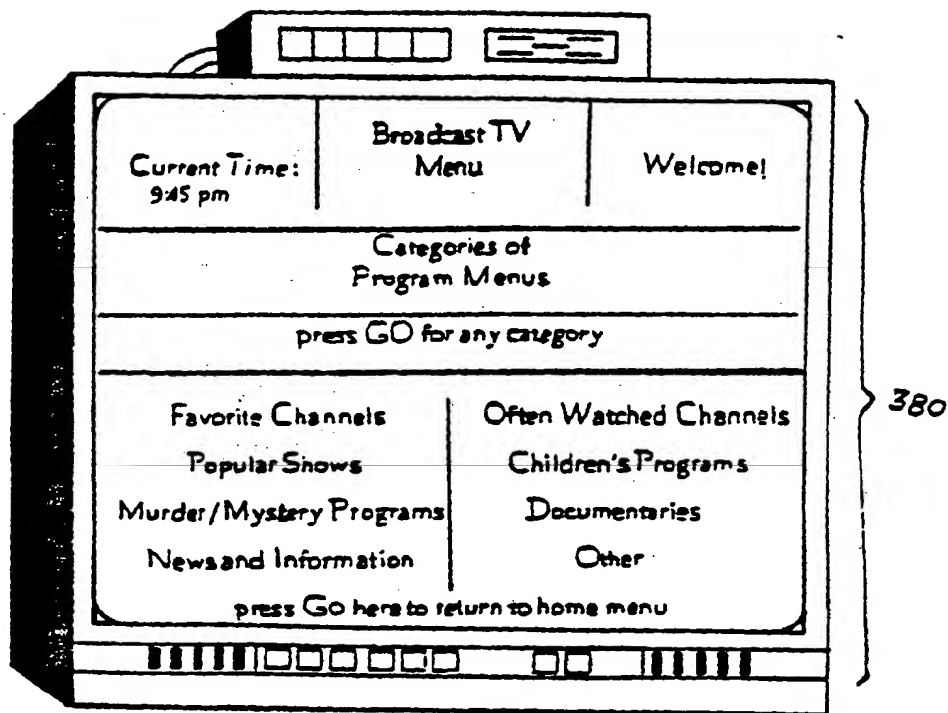 Broadcast TV
Menu
Current Time:
9:45 pm
Welcome!
Categories of
Program Menus
press GO for any category
Favorite Channels
Often Watched Channels
Popular Shows
Children's Programs
Murder/Mystery Programs
Documentaries
News and Information
Other
press Go here to return to home menu
380